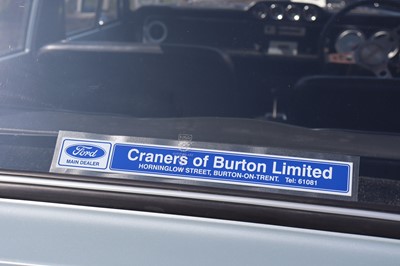 Ford
MAIN DEALER
Craners of Burton Limited
HORNINGLOW STREET, BURTON-ON-TRENT. Tel: 61081